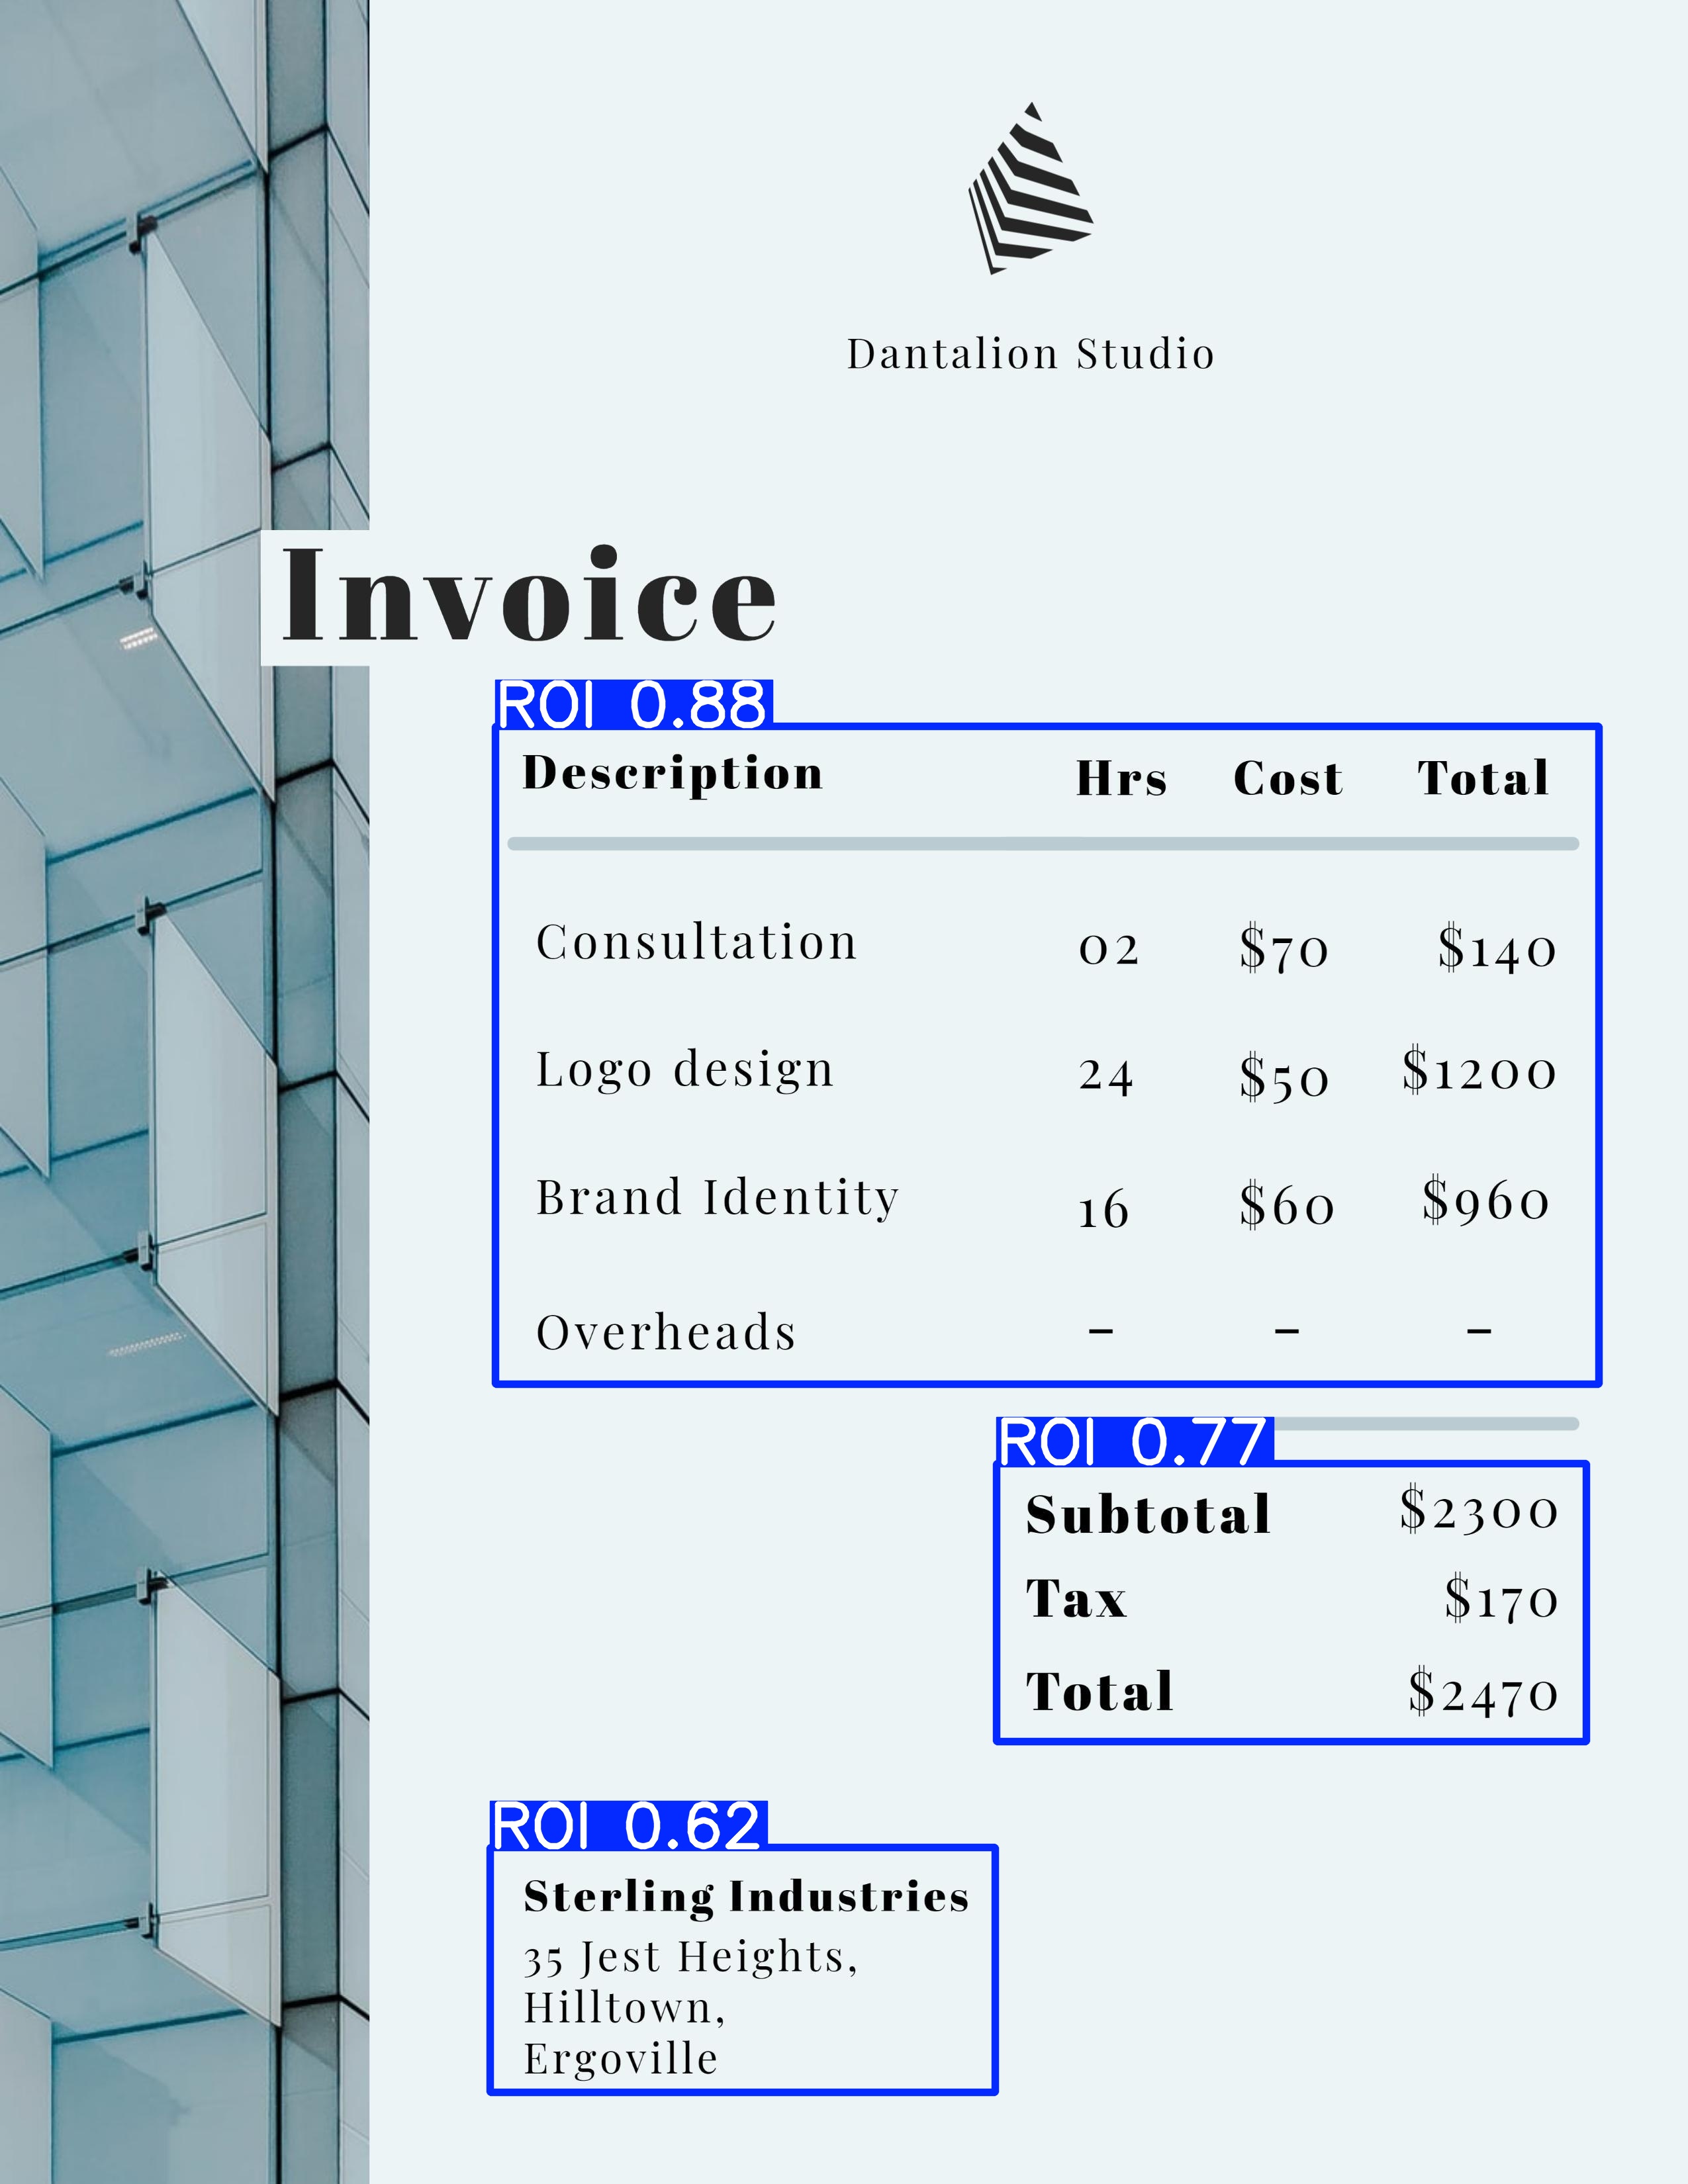 Dantalion Studio
Invoice
ROI 0.88
Description Hrs Cost Total
Consultation 02 $70 $140
Logo design 24 $50 $1200
Brand Identity 16 $60 $960
Overheads – – –
ROI 0.77
Subtotal $2300
Tax $170
Total $2470
ROI 0.62
Sterling Industries
35 Jest Heights,
Hilltown,
Ergoville